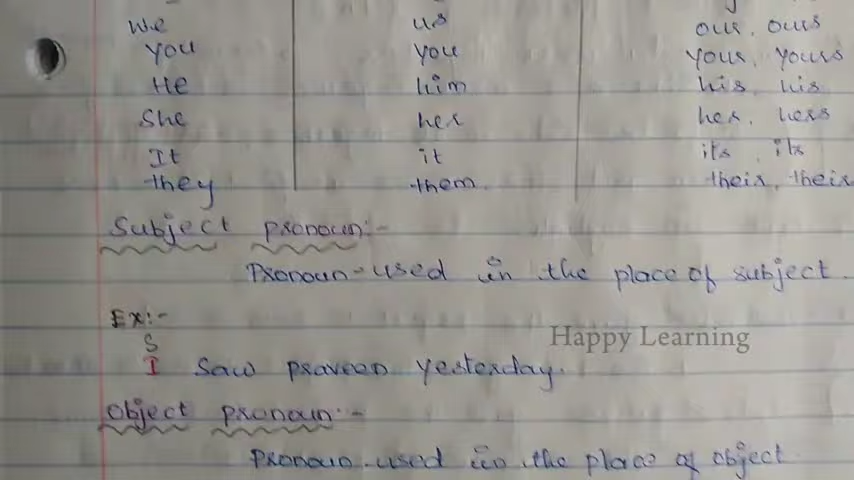 we us our, ours
you you your, yours
He him his, his
She her her, hers
It it its, its
they them their, their
Subject pronoun:-
Pronoun-used in the place of subject.
Ex:-
S
I saw praveen yesterday.
Happy Learning
Object pronoun:-
Pronoun-used in the place of object.